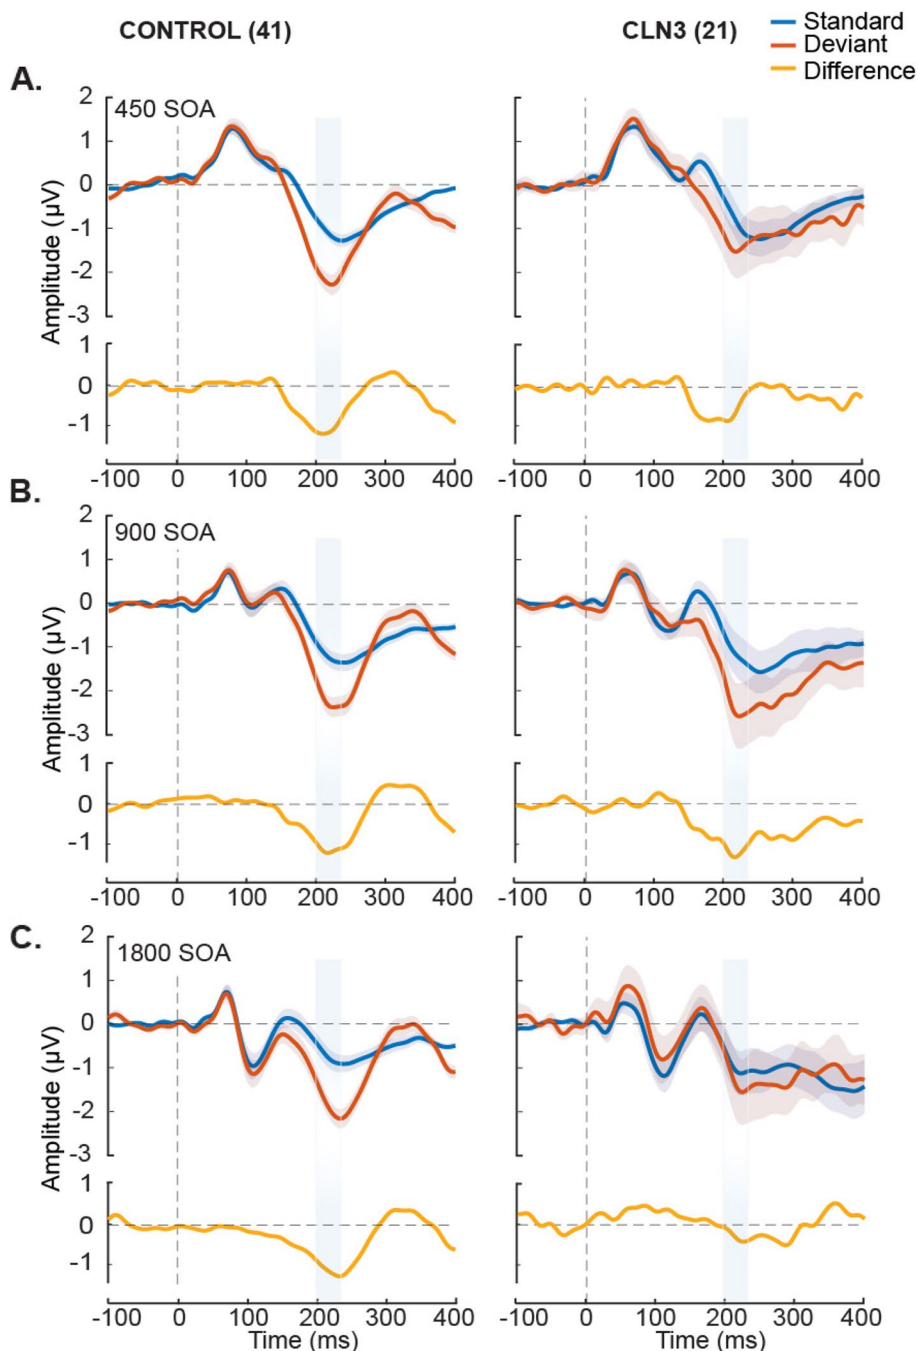 CONTROL (41) CLN3 (21) Standard
Deviant
Difference
A.
450 SOA
2
1
0
-1
-2
-3
Amplitude (µV)
1
0
-1
-100 0 100 200 300 400 -100 0 100 200 300 400
B.
900 SOA
2
1
0
-1
-2
-3
Amplitude (µV)
1
0
-1
-100 0 100 200 300 400 -100 0 100 200 300 400
C.
1800 SOA
2
1
0
-1
-2
-3
Amplitude (µV)
1
0
-1
-100 0 100 200 300 400 -100 0 100 200 300 400
Time (ms) Time (ms)